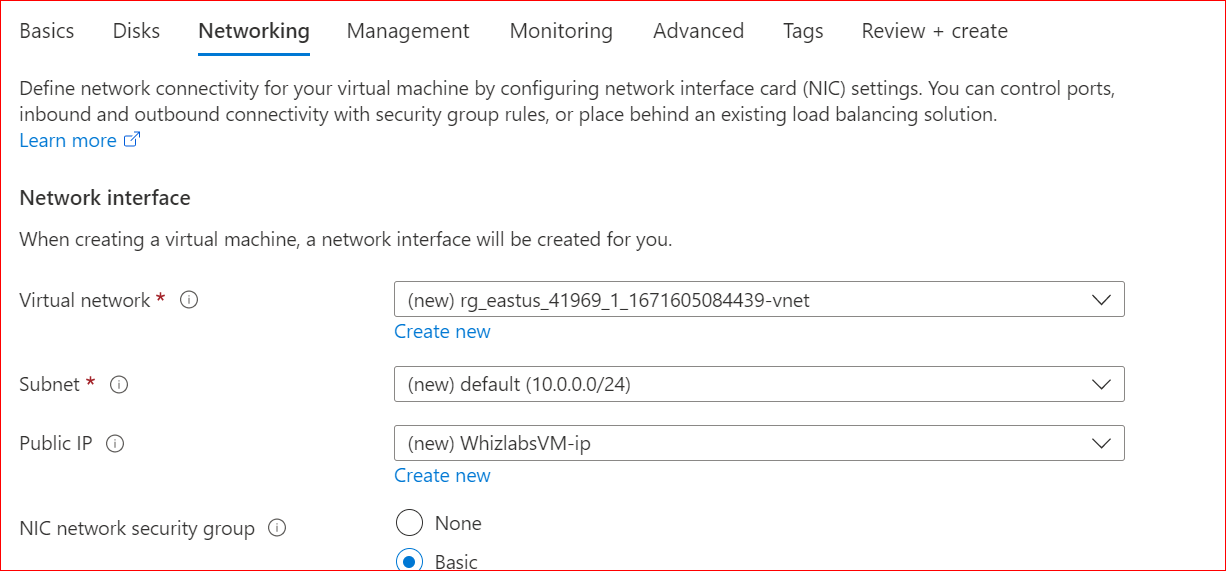 Basics Disks Networking Management Monitoring Advanced Tags Review + create
Define network connectivity for your virtual machine by configuring network interface card (NIC) settings. You can control ports,
inbound and outbound connectivity with security group rules, or place behind an existing load balancing solution.
Learn more
Network interface
When creating a virtual machine, a network interface will be created for you.
Virtual network * (new) rg_eastus_41969_1_1671605084439-vnet
Create new
Subnet * (new) default (10.0.0.0/24)
Public IP (new) WhizlabsVM-ip
Create new
NIC network security group None
Basic